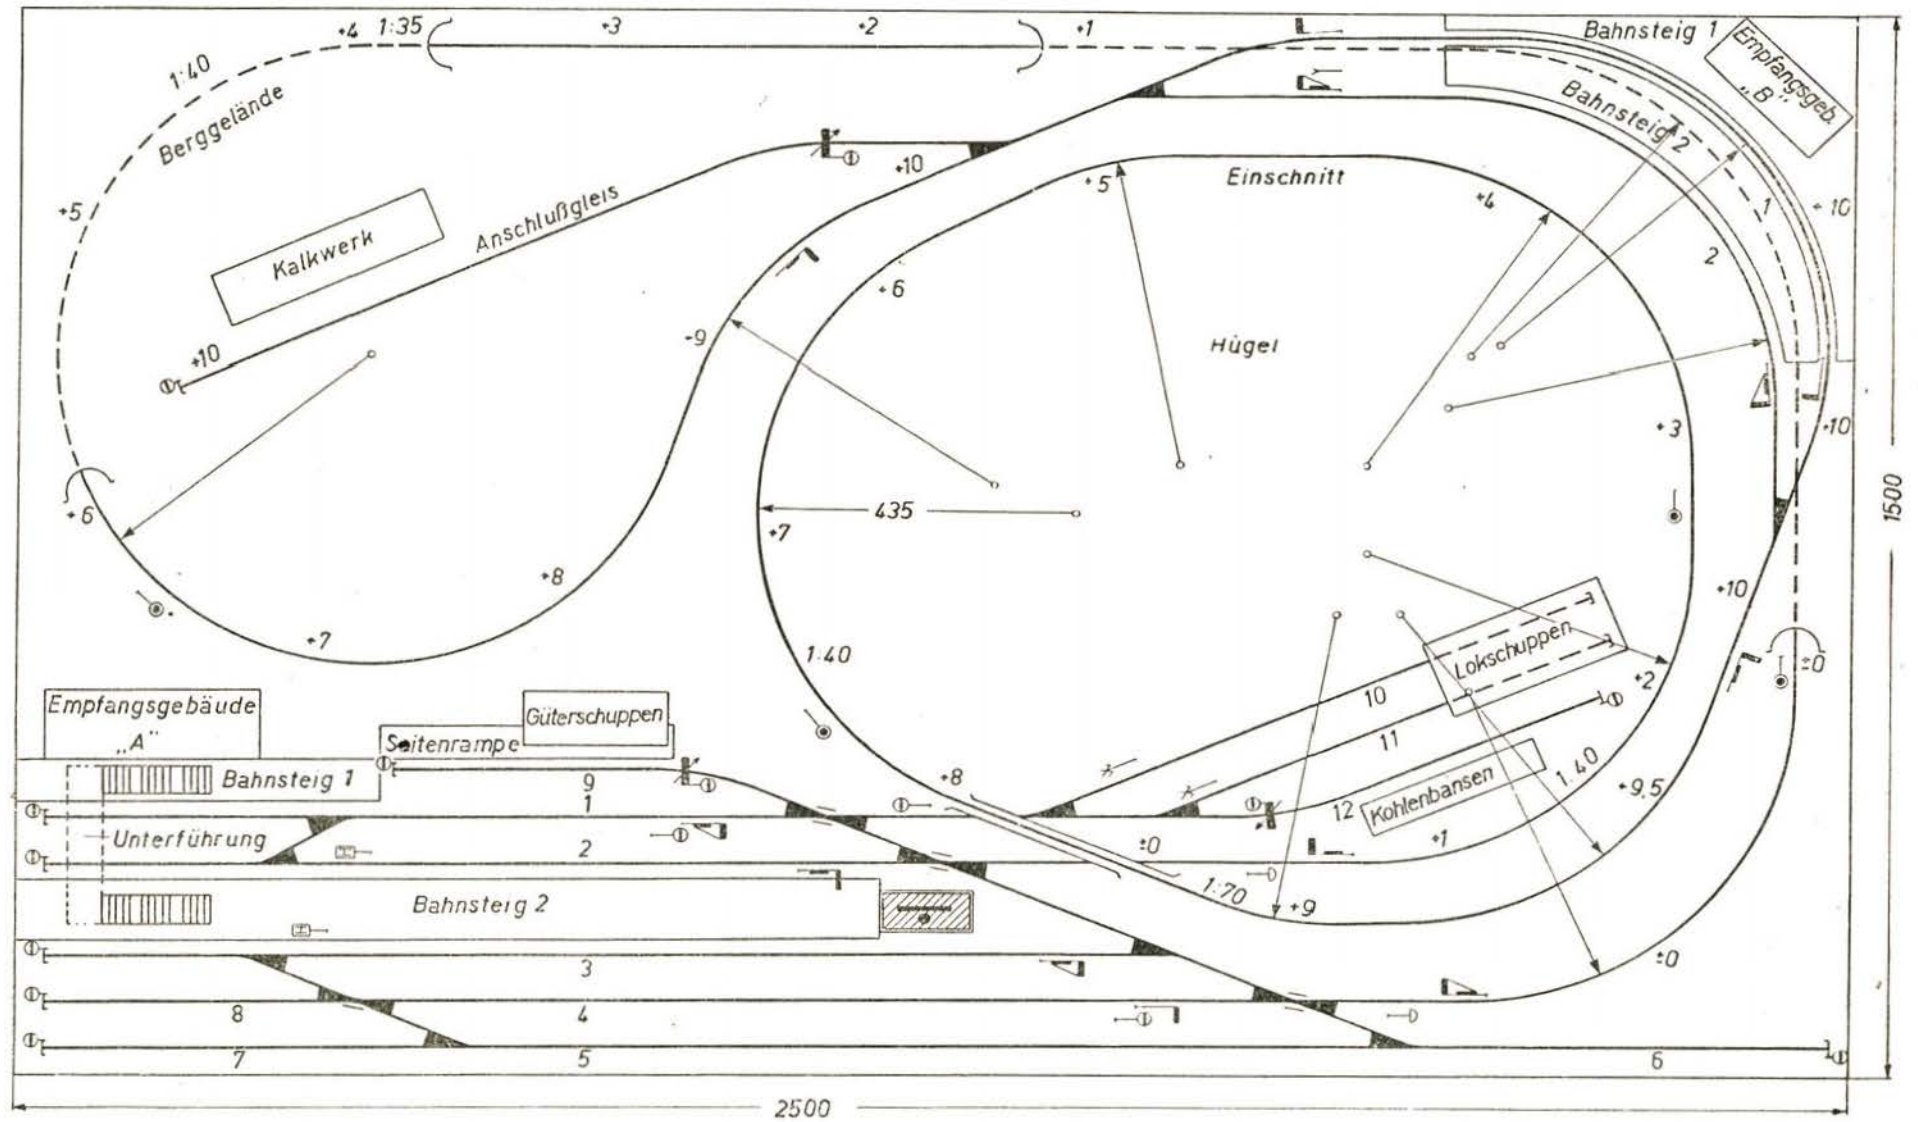 +4 1:35 +3 +2 +1 Bahnsteig 1
Empfangsgeb.
„B"
1:40
Berggelände
Bahnsteig 2
+10
+5
Einschnitt
+4
1
+10
+5
Anschlußgleis
Kalkwerk
2
+6
-9
Hügel
+10
+3
+10
1500
+6
435
+7
+8
+10
+7
1:40
Lokschuppen
±0
+2
10
Empfangsgebäude
„A"
Güterschuppen
Seitenrampe
11
Bahnsteig 1
9
+8
1:40
Kohlenbansen
+9,5
1
12
Unterführung
2
±0
+1
1:70
+9
Bahnsteig 2
±0
3
8
4
7
5
6
2500